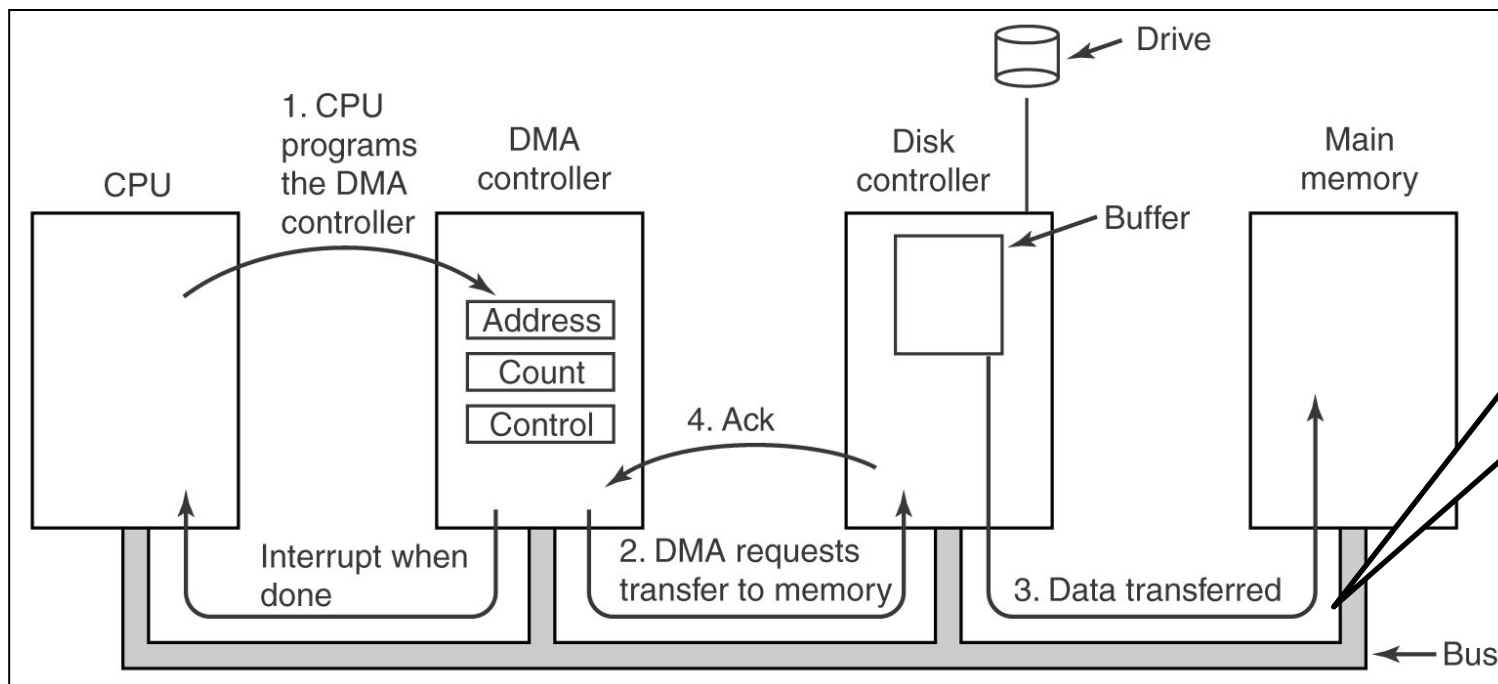 Drive
1. CPU
programs
the DMA
controller
CPU
DMA
controller
Disk
controller
Main
memory
Buffer
Address
Count
Control
4. Ack
Interrupt when
done
2. DMA requests
transfer to memory
3. Data transferred
Bus